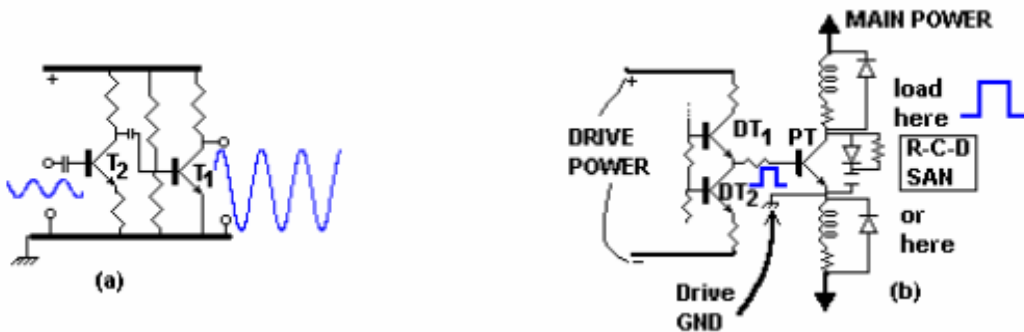 +
T2
T1
(a)
MAIN POWER
+
DRIVE
POWER
DT1
PT
DT2
load
here
R-C-D
SAN
or
here
Drive
GND
(b)